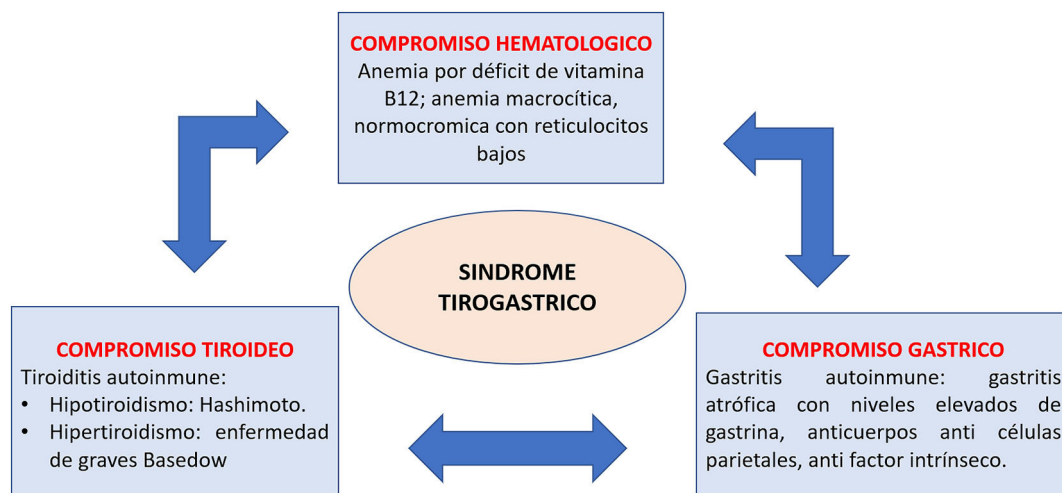 COMPROMISO HEMATOLOGICO
Anemia por déficit de vitamina
B12; anemia macrocítica,
normocromica con reticulocitos
bajos
SINDROME
TIROGASTRICO
COMPROMISO TIROIDEO
Tiroiditis autoinmune:
• Hipotiroidismo: Hashimoto.
• Hipertiroidismo: enfermedad
de graves Basedow
COMPROMISO GASTRICO
Gastritis autoinmune: gastritis
atrófica con niveles elevados de
gastrina, anticuerpos anti células
parietales, anti factor intrínseco.